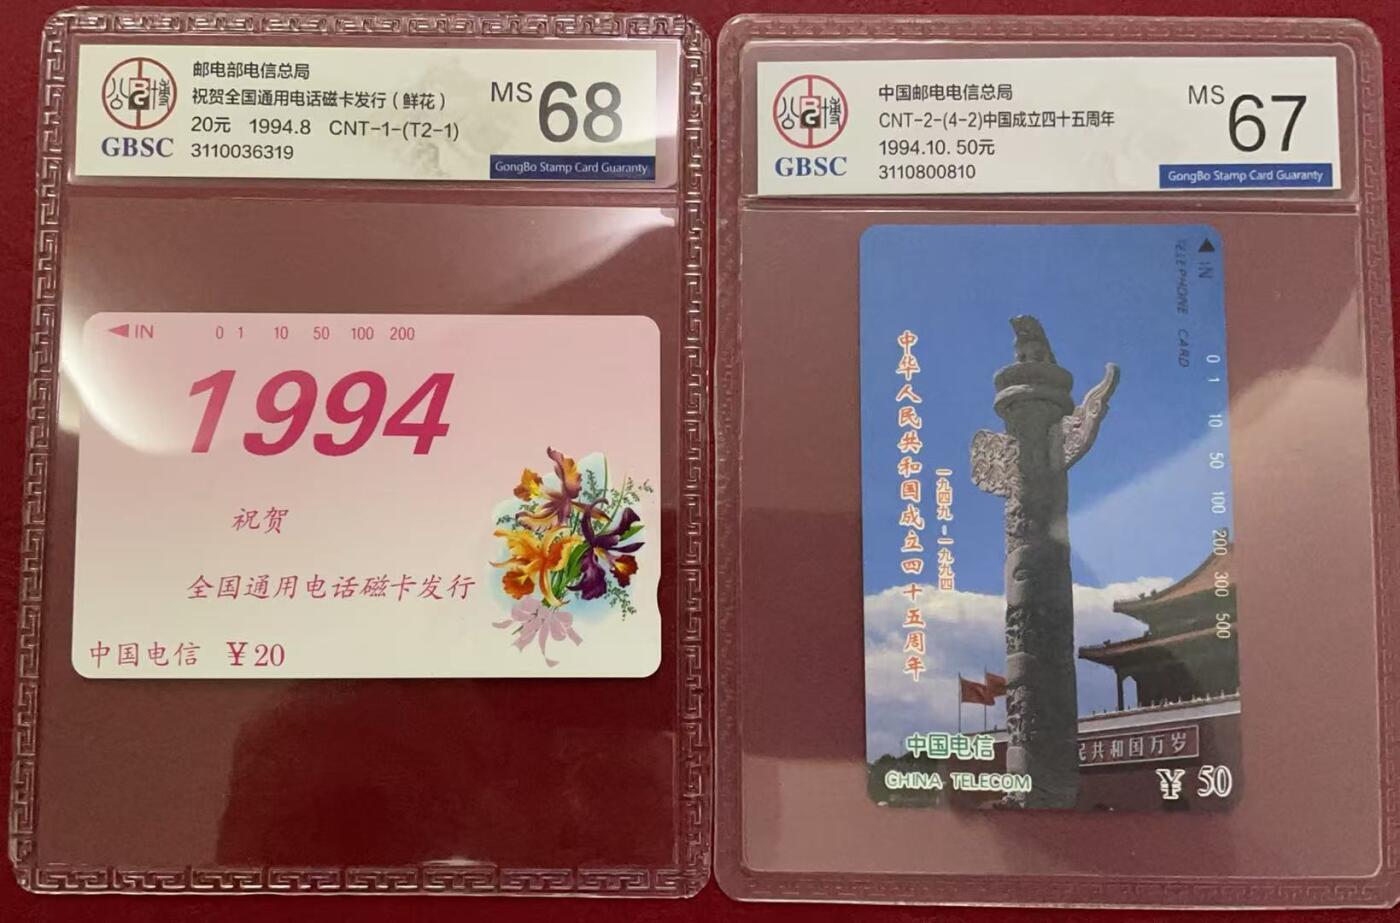 公博
BG
GBSC
邮电部电信总局
祝贺全国通用电话磁卡发行（鲜花）
20元 1994.8 CNT-1-(T2-1)
3110036319
MS 68
GongBo Stamp Card Guaranty
◀IN 0 1 10 50 100 200
1994
祝贺
全国通用电话磁卡发行
中国电信 ￥20
公博
BG
GBSC
中国邮电电信总局
CNT-2-(4-2)中国成立四十五周年
1994.10. 50元
3110800810
MS 67
GongBo Stamp Card Guaranty
◀IN
TELEPHONE CARD
0 1 10 50 100 200 300 500
中华人民共和国成立四十五周年
一九四九-一九九四
民共和国万岁
中国电信
CHINA TELECOM
￥50